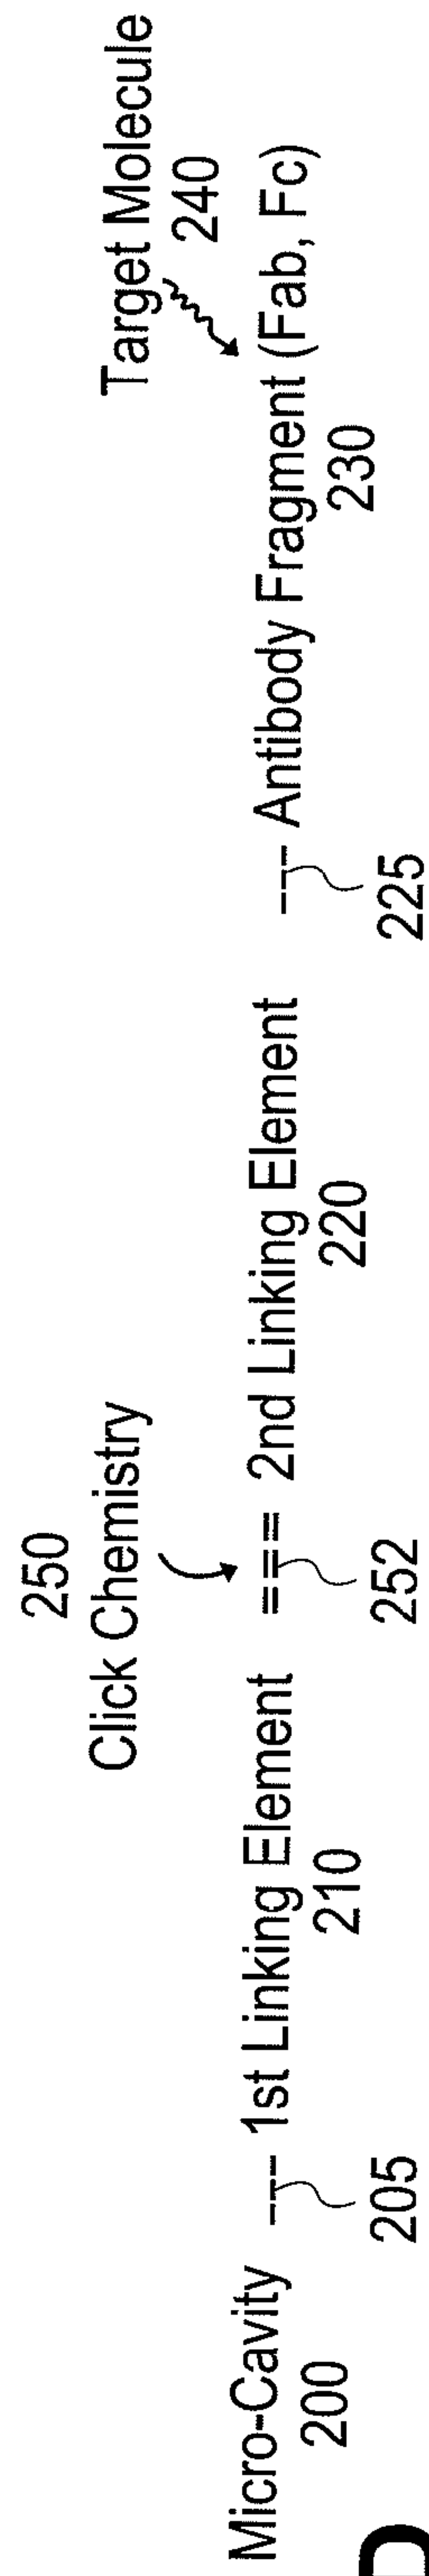 250
Click Chemistry
Target Molecule
240
Micro-Cavity --- 1st Linking Element === 2nd Linking Element --- Antibody Fragment (Fab, Fc)
200 205 210 252 220 225 230